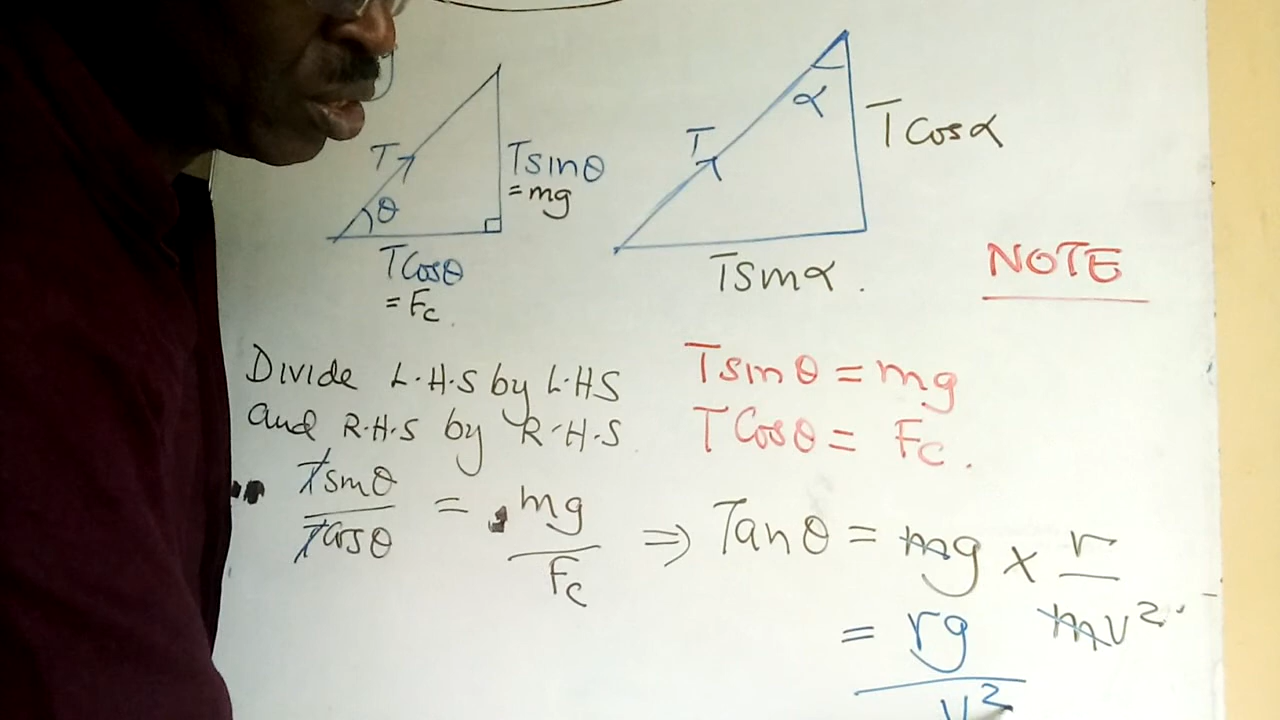 T
θ
Tsinθ
= mg
Tcosθ
= Fc.
T
α
Tcosα
Tsinα.
NOTE
Divide L.H.S by L.H.S
and R.H.S by R.H.S.
Tsinθ = mg
Tcosθ = Fc.
Tsinθ / Tcosθ = mg / Fc ⇒ Tanθ = mg × r / mv²
= rg / v²